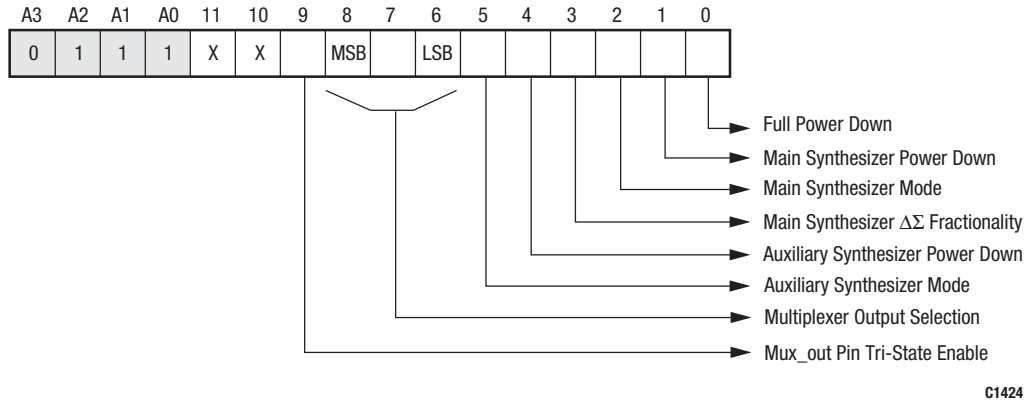 A3 A2 A1 A0 11 10 9 8 7 6 5 4 3 2 1 0
0 1 1 1 X X MSB LSB
Full Power Down
Main Synthesizer Power Down
Main Synthesizer Mode
Main Synthesizer ΔΣ Fractionality
Auxiliary Synthesizer Power Down
Auxiliary Synthesizer Mode
Multiplexer Output Selection
Mux_out Pin Tri-State Enable
C1424